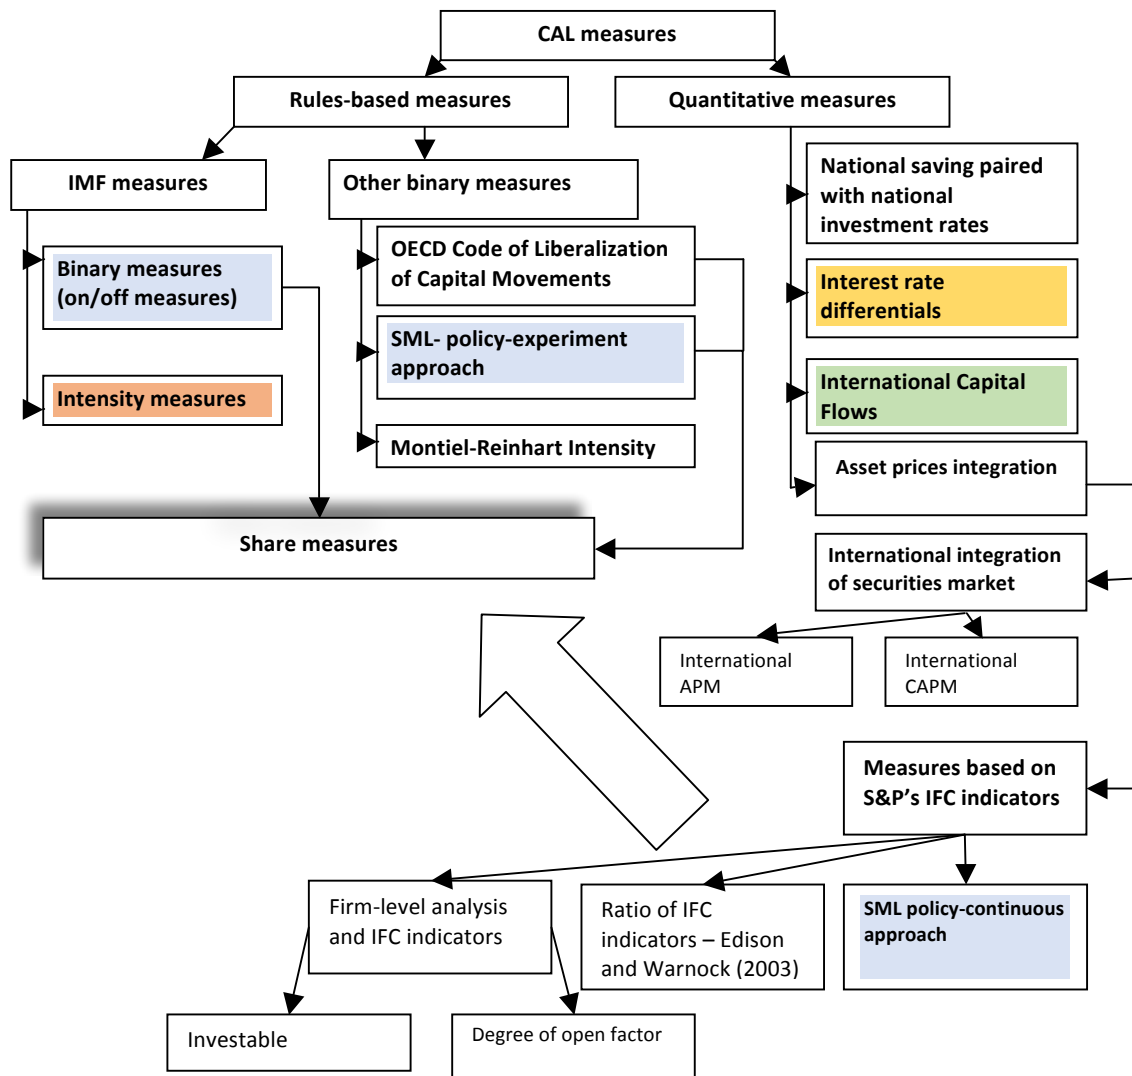 CAL measures
Rules-based measures
Quantitative measures
IMF measures
Other binary measures
National saving paired
with national
investment rates
Binary measures
(on/off measures)
OECD Code of Liberalization
of Capital Movements
Interest rate
differentials
SML- policy-experiment
approach
Intensity measures
International Capital
Flows
Montiel-Reinhart Intensity
Asset prices integration
Share measures
International integration
of securities market
International
APM
International
CAPM
Measures based on
S&P's IFC indicators
Firm-level analysis
and IFC indicators
Ratio of IFC
indicators – Edison
and Warnock (2003)
SML policy-continuous
approach
Investable
Degree of open factor